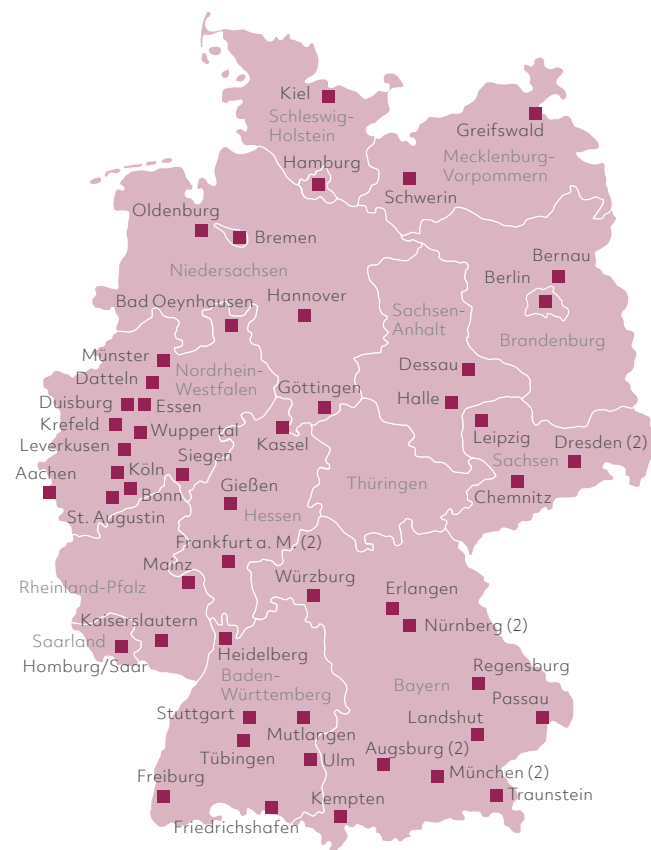 Kiel
Schleswig-
Holstein
Greifswald
Mecklenburg-
Vorpommern
Hamburg
Schwerin
Oldenburg
Bremen
Bernau
Niedersachsen
Berlin
Bad Oeynhausen
Hannover
Sachsen-
Anhalt
Brandenburg
Münster
Nordrhein-
Westfalen
Dessau
Datteln
Göttingen
Duisburg
Essen
Halle
Krefeld
Wuppertal
Kassel
Leipzig
Dresden (2)
Leverkusen
Siegen
Sachsen
Aachen
Köln
Bonn
Gießen
Thüringen
Chemnitz
St. Augustin
Hessen
Frankfurt a. M. (2)
Mainz
Würzburg
Rheinland-Pfalz
Erlangen
Kaiserslautern
Nürnberg (2)
Saarland
Heidelberg
Homburg/Saar
Regensburg
Baden-
Württemberg
Bayern
Passau
Stuttgart
Landshut
Mutlangen
Augsburg (2)
Tübingen
Ulm
Freiburg
München (2)
Kempten
Traunstein
Friedrichshafen